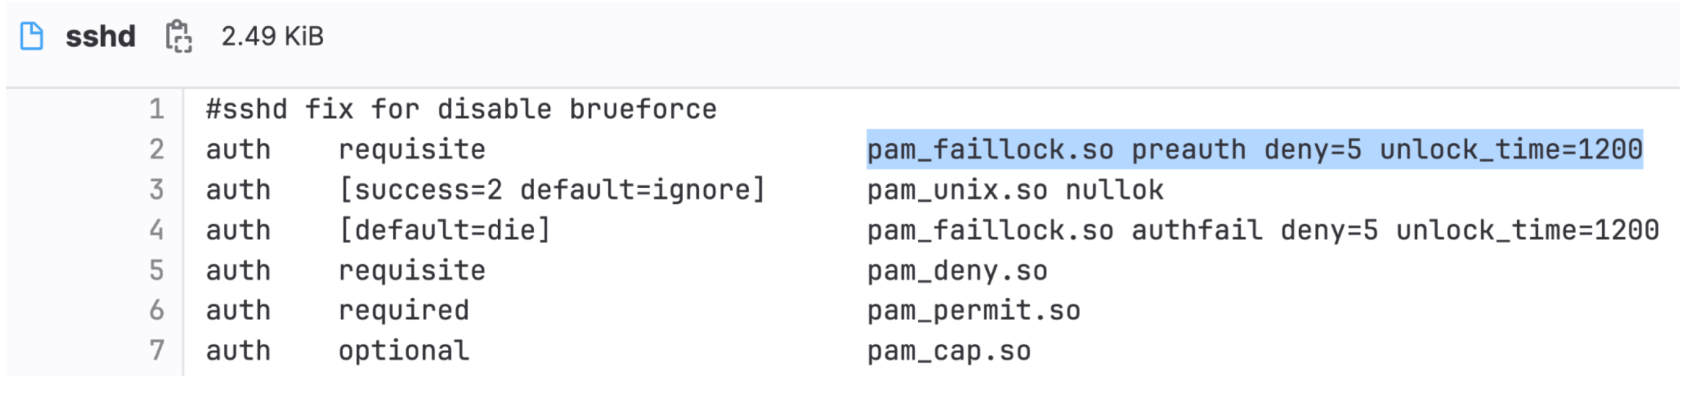 sshd 2.49 KiB
1 #sshd fix for disable brueforce
2 auth requisite pam_faillock.so preauth deny=5 unlock_time=1200
3 auth [success=2 default=ignore] pam_unix.so nullok
4 auth [default=die] pam_faillock.so authfail deny=5 unlock_time=1200
5 auth requisite pam_deny.so
6 auth required pam_permit.so
7 auth optional pam_cap.so